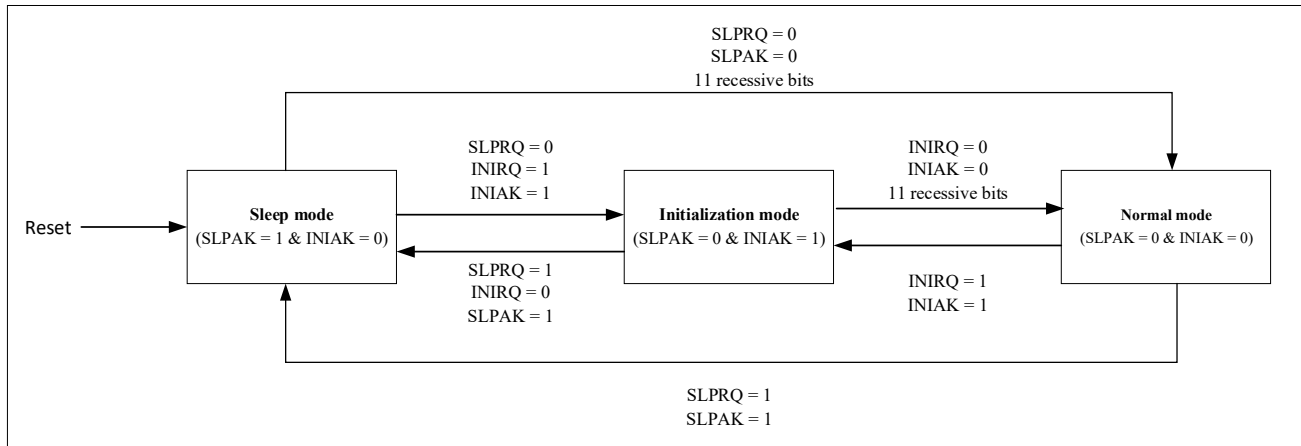 SLPRQ = 0
SLPAK = 0
11 recessive bits
SLPRQ = 0
INIRQ = 1
INIAK = 1
INIRQ = 0
INIAK = 0
11 recessive bits
Reset
Sleep mode
(SLPAK = 1 & INIAK = 0)
Initialization mode
(SLPAK = 0 & INIAK = 1)
Normal mode
(SLPAK = 0 & INIAK = 0)
SLPRQ = 1
INIRQ = 0
SLPAK = 1
INIRQ = 1
INIAK = 1
SLPRQ = 1
SLPAK = 1